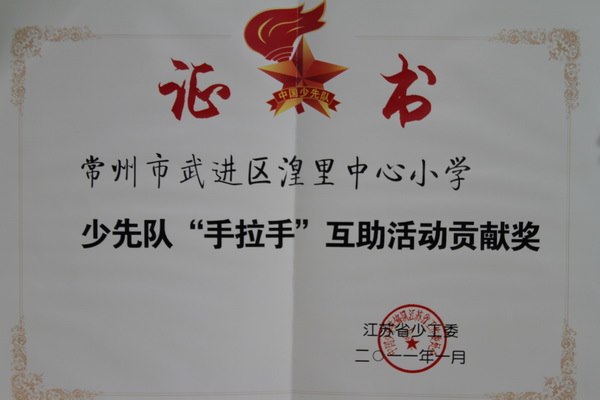 证书
中国少先队
常州市武进区湟里中心小学
少先队“手拉手”互助活动贡献奖
江苏省少工委
二〇一一年一月